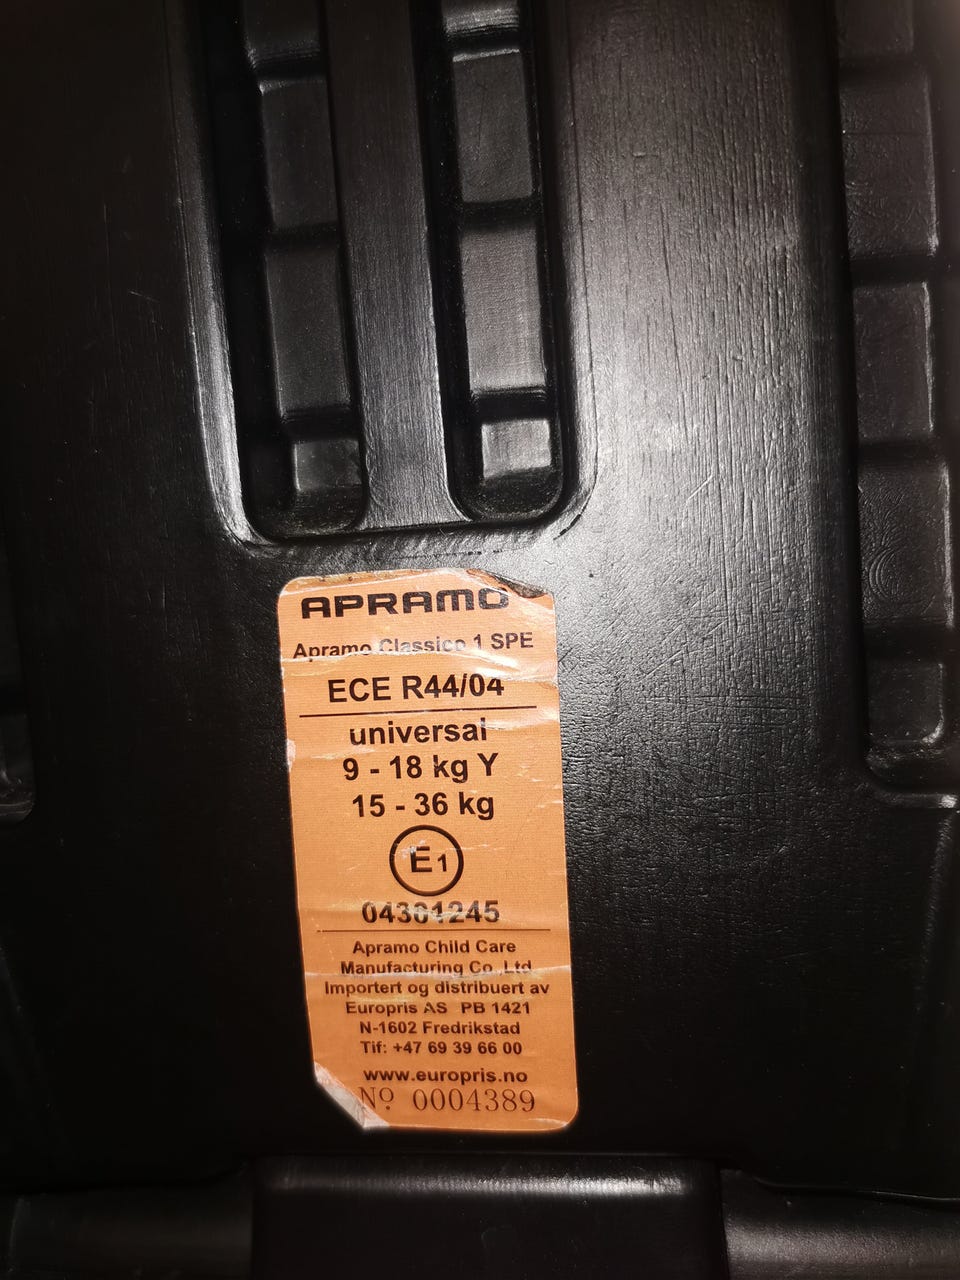 APRAMO
Apramo Classico 1 SPE
ECE R44/04
universal
9 - 18 kg Y
15 - 36 kg
E1
04301245
Apramo Child Care
Manufacturing Co.,Ltd
Importert og distribuert av
Europris AS PB 1421
N-1602 Fredrikstad
Tif: +47 69 39 66 00
www.europris.no
Nº 0004389